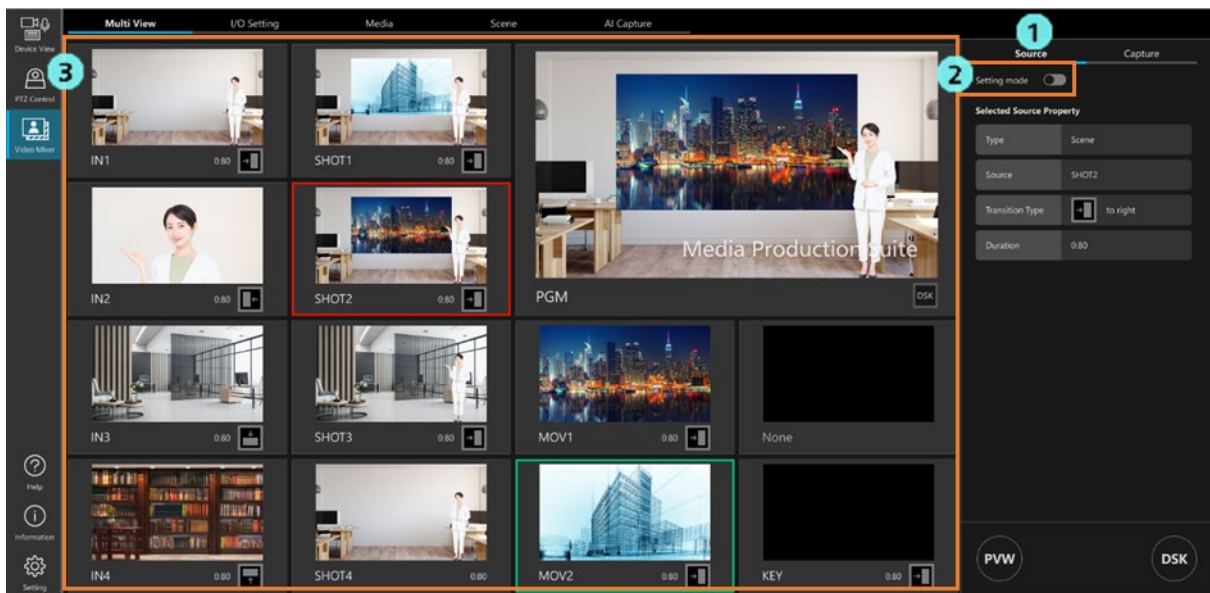 Multi View
I/O Setting
Media
Scene
AI Capture
1
Device View
3
Source
Capture
2
Setting mode
PTZ Control
Video Mixer
IN1 0:80
SHOT1 0:80
Selected Source Property
Type Scene
Source SHOT2
Transition Type to right
Duration 0:80
Media Production Suite
IN2 0:80
SHOT2 0:80
PGM
DSK
IN3 0:80
SHOT3 0:80
MOV1 0:80
None
Help
Information
Setting
IN4 0:80
SHOT4 0:80
MOV2 0:80
KEY 0:80
PVW
DSK